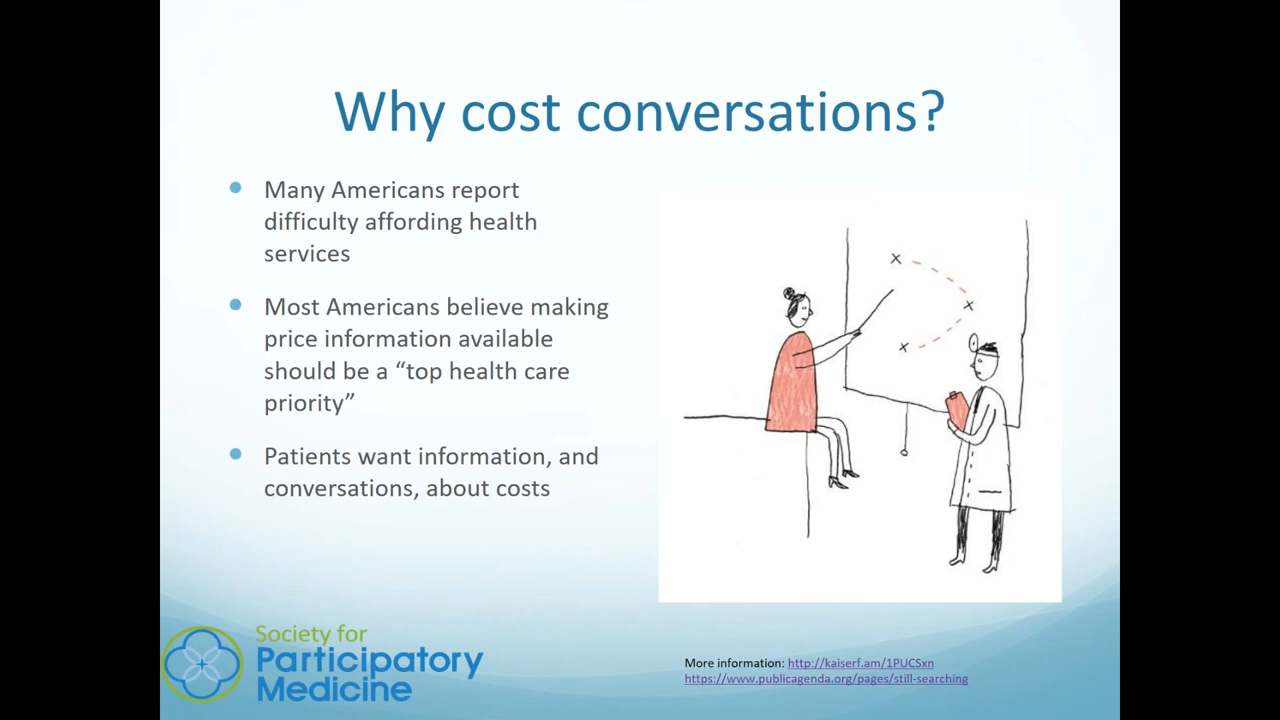 Why cost conversations?
Many Americans report
difficulty affording health
services
Most Americans believe making
price information available
should be a “top health care
priority”
Patients want information, and
conversations, about costs
Society for
Participatory
Medicine
More information: http://kaiserf.am/1PUCSxn
https://www.publicagenda.org/pages/still-searching